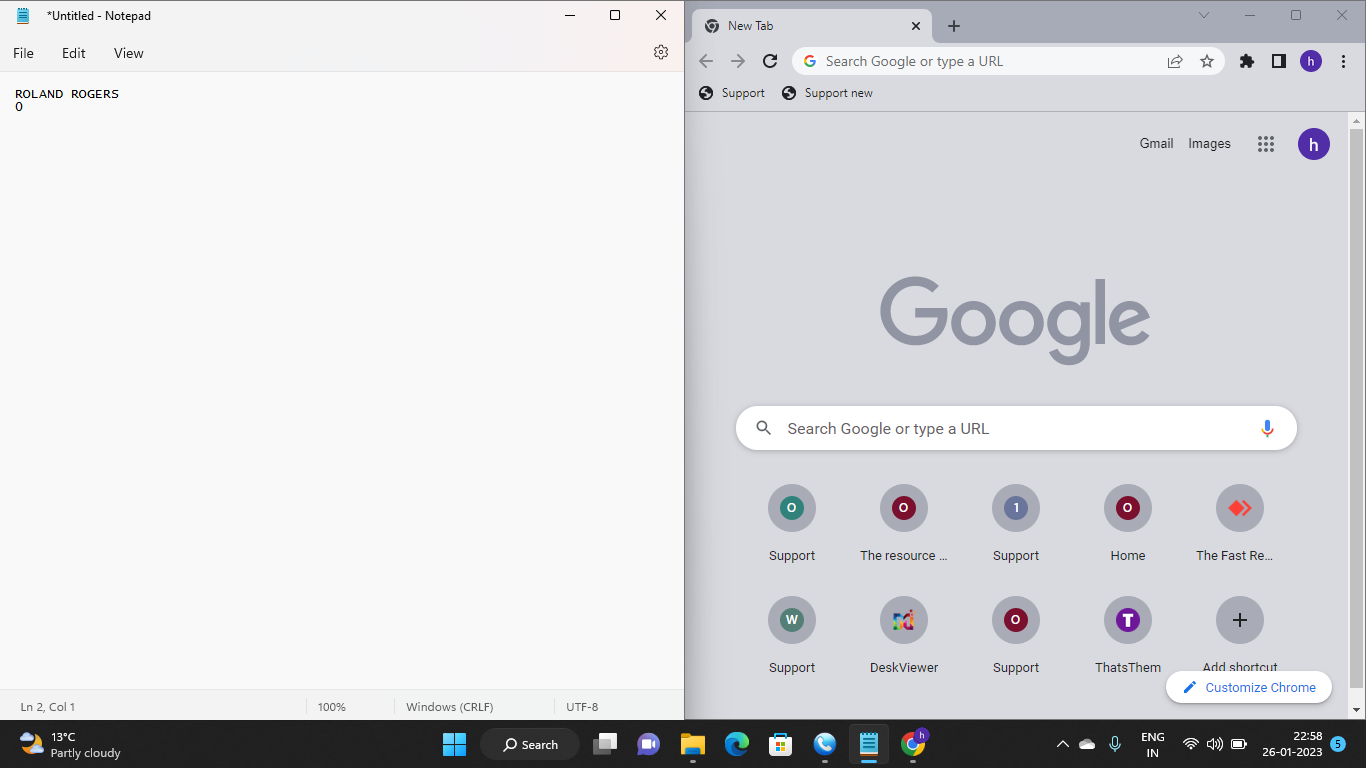 *Untitled - Notepad
File Edit View
ROLAND ROGERS
0
Ln 2, Col 1 100% Windows (CRLF) UTF-8
New Tab
Search Google or type a URL
h
Support Support new
Gmail Images
h
Google
Search Google or type a URL
O O 1 O
Support The resource ... Support Home The Fast Re...
W O T
Support DeskViewer Support ThatsThem Add shortcut
Customize Chrome
13°C
Partly cloudy
Search
h
ENG
IN
22:58
26-01-2023
5